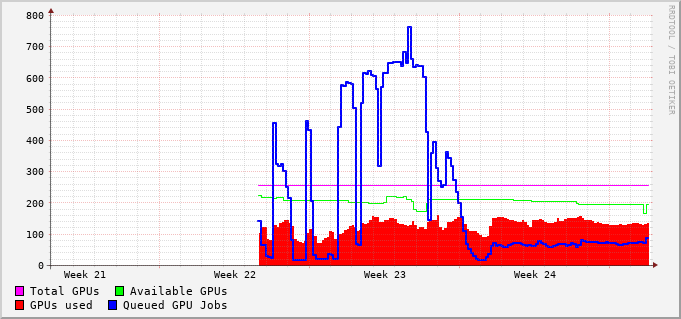 800
700
600
500
400
300
200
100
0
Week 21 Week 22 Week 23 Week 24
Total GPUs Available GPUs
GPUs used Queued GPU Jobs
RRDTOOL / TOBI OETIKER